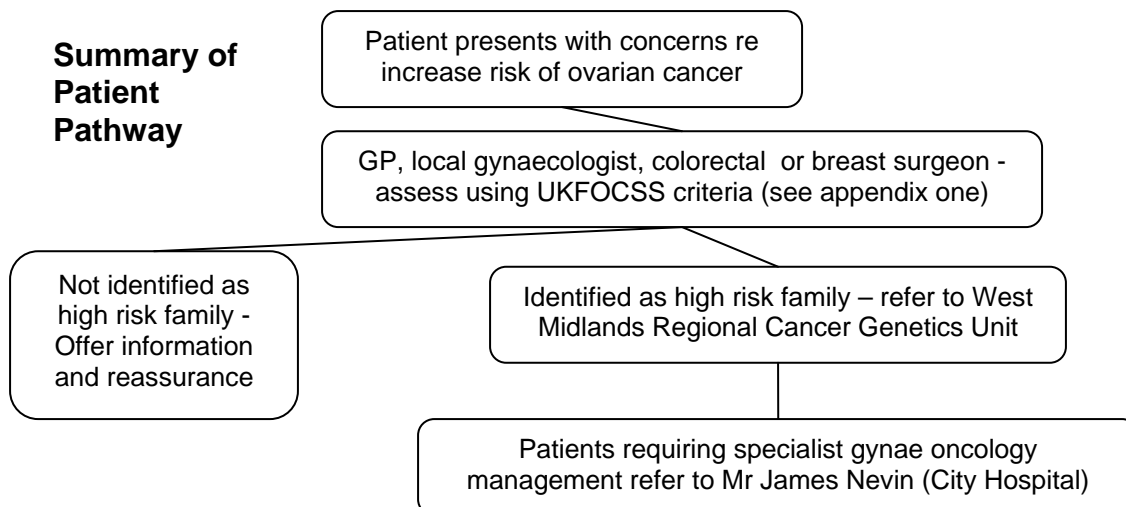 Summary of
Patient
Pathway
Patient presents with concerns re
increase risk of ovarian cancer
GP, local gynaecologist, colorectal or breast surgeon -
assess using UKFOCSS criteria (see appendix one)
Not identified as
high risk family -
Offer information
and reassurance
Identified as high risk family – refer to West
Midlands Regional Cancer Genetics Unit
Patients requiring specialist gynae oncology
management refer to Mr James Nevin (City Hospital)